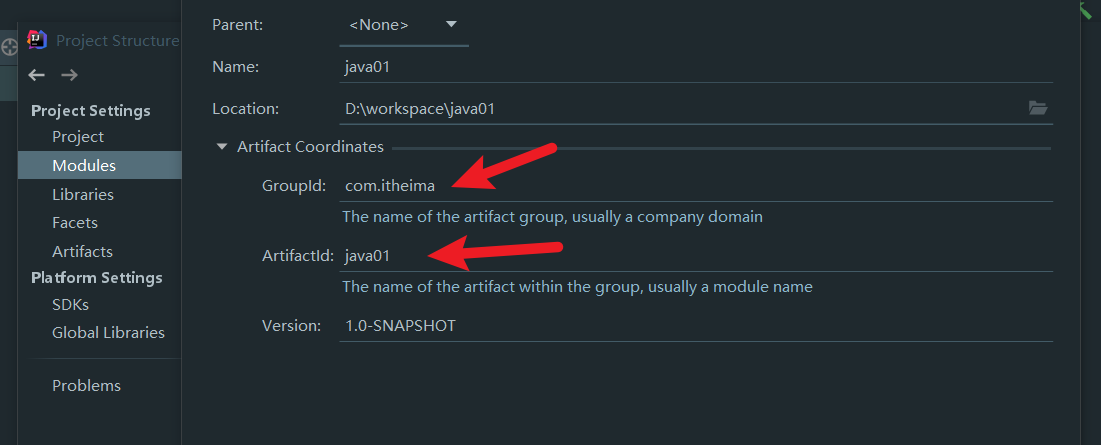 Project Structure
Project Settings
Project
Modules
Libraries
Facets
Artifacts
Platform Settings
SDKs
Global Libraries
Problems
Parent: <None>
Name: java01
Location: D:\workspace\java01
Artifact Coordinates
GroupId: com.itheima
The name of the artifact group, usually a company domain
ArtifactId: java01
The name of the artifact within the group, usually a module name
Version: 1.0-SNAPSHOT